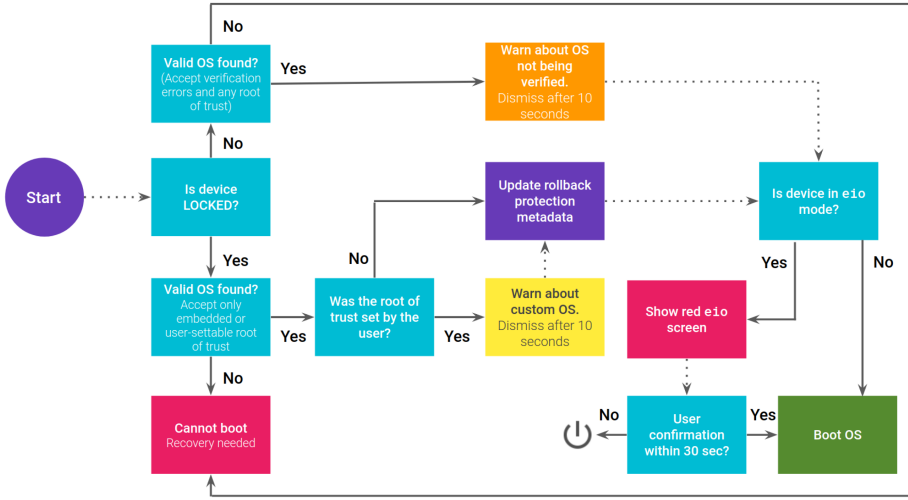 No
Valid OS found?
(Accept verification
errors and any root
of trust)
Yes
Warn about OS
not being
verified.
Dismiss after 10
seconds
No
Start
Is device
LOCKED?
Update rollback
protection
metadata
Is device in eio
mode?
Yes
No
Yes
No
Valid OS found?
Accept only
embedded or
user-settable root
of trust
Yes
Was the root of
trust set by the
user?
Yes
Warn about
custom OS.
Dismiss after 10
seconds
Show red eio
screen
No
Cannot boot
Recovery needed
No
User
confirmation
within 30 sec?
Yes
Boot OS